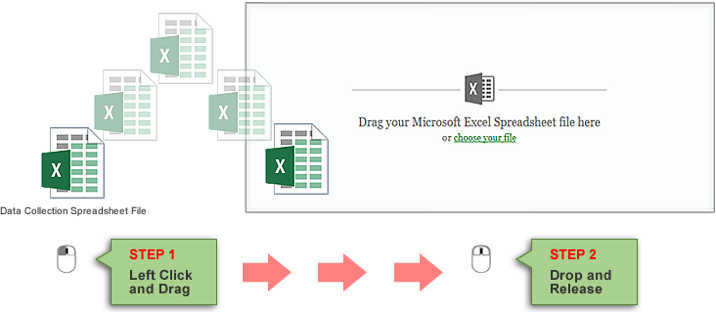 X
X
X
X
X
X
Drag your Microsoft Excel Spreadsheet file here
or choose your file
Data Collection Spreadsheet File
STEP 1
Left Click
and Drag
STEP 2
Drop and
Release